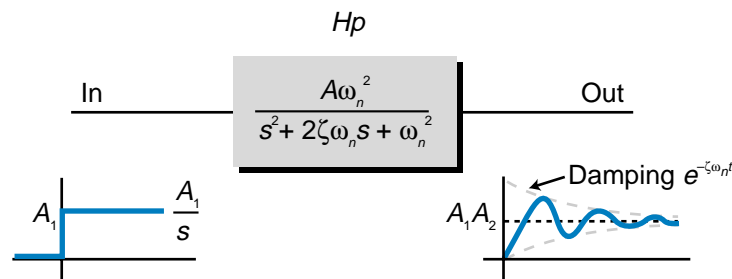 Hp
In
Aωₙ²
s² + 2ζωₙs + ωₙ²
Out
A₁
A₁
s
Damping e^−ζωₙt
A₁A₂